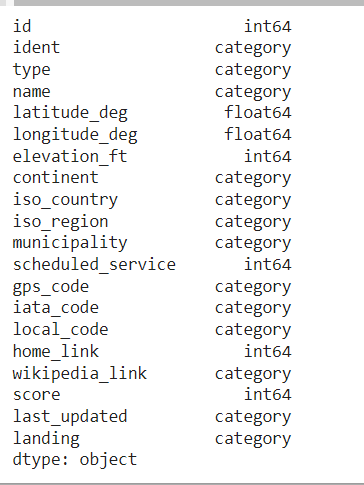 id int64
ident category
type category
name category
latitude_deg float64
longitude_deg float64
elevation_ft int64
continent category
iso_country category
iso_region category
municipality category
scheduled_service int64
gps_code category
iata_code category
local_code category
home_link int64
wikipedia_link category
score int64
last_updated category
landing category
dtype: object